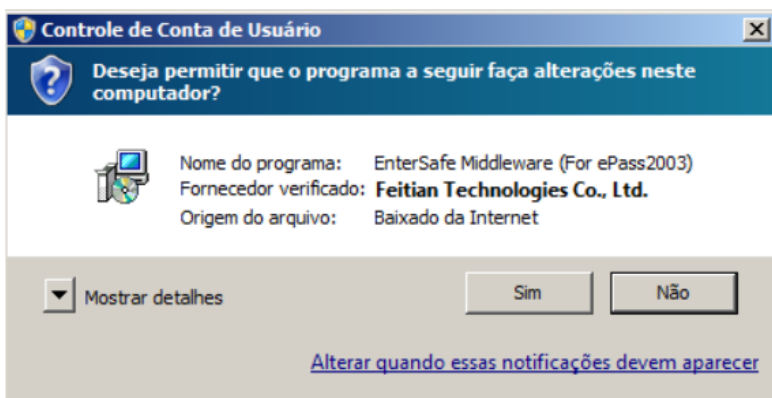 Controle de Conta de Usuário
Deseja permitir que o programa a seguir faça alterações neste
computador?
Nome do programa: EnterSafe Middleware (For ePass2003)
Fornecedor verificado: Feitian Technologies Co., Ltd.
Origem do arquivo: Baixado da Internet
Mostrar detalhes Sim Não
Alterar quando essas notificações devem aparecer